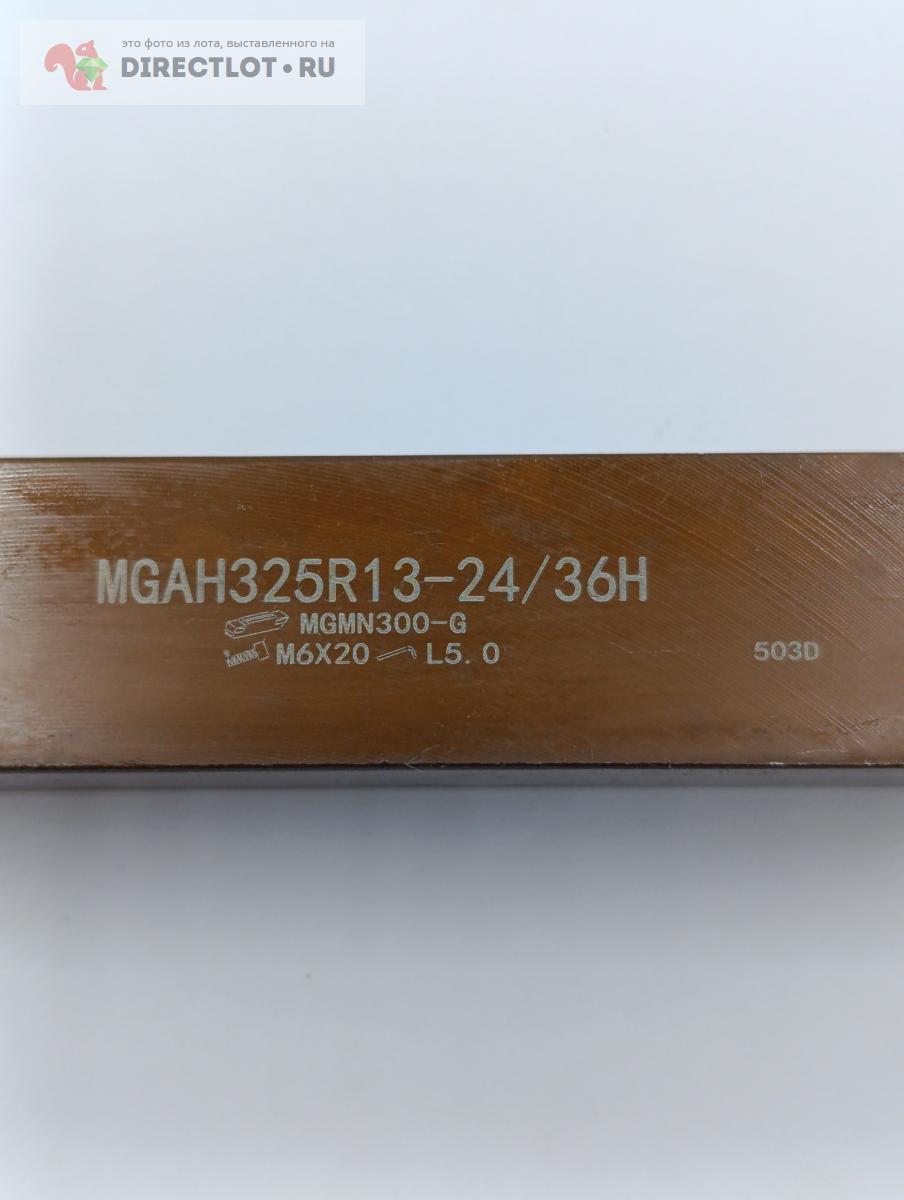 это фото из лота, выставленного на
DIRECTLOT•RU
MGAH325R13-24/36H
MGMN300-G
M6X20 L5.0
503D